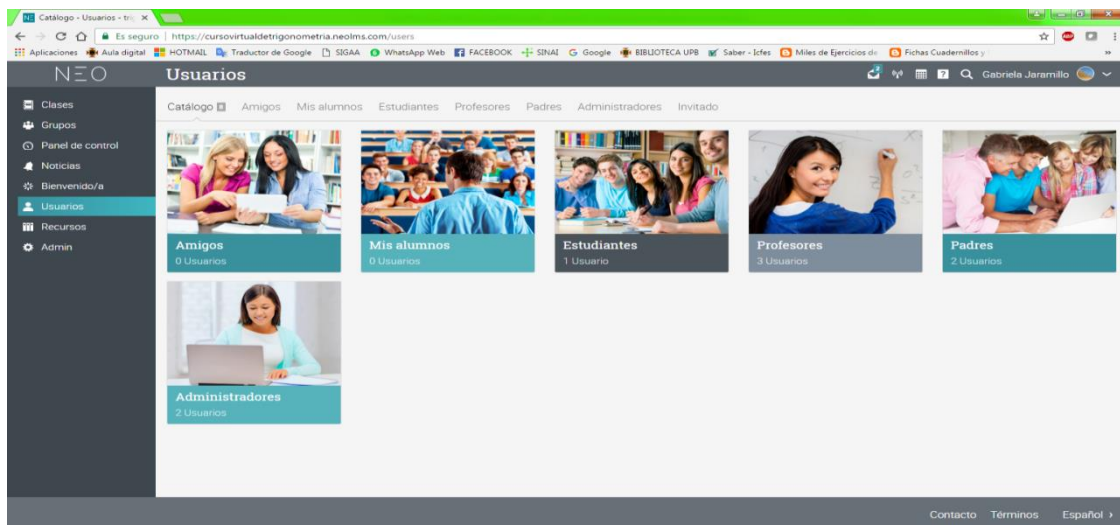 Catálogo - Usuarios - trig
Es seguro | https://cursovirtualdetrigonometria.neolms.com/users
Aplicaciones Aula digital HOTMAIL Traductor de Google SIGAA WhatsApp Web FACEBOOK SINAI Google BIBLIOTECA UPB Saber - Icfes Miles de Ejercicios de Fichas Cuadernillos y »
NEO Usuarios Gabriela Jaramillo
Clases
Grupos
Panel de control
Noticias
Bienvenido/a
Usuarios
Recursos
Admin
Catálogo Amigos Mis alumnos Estudiantes Profesores Padres Administradores Invitado
Amigos
0 Usuarios
Mis alumnos
0 Usuarios
Estudiantes
1 Usuario
Profesores
3 Usuarios
Padres
2 Usuarios
Administradores
2 Usuarios
Contacto Términos Español ›